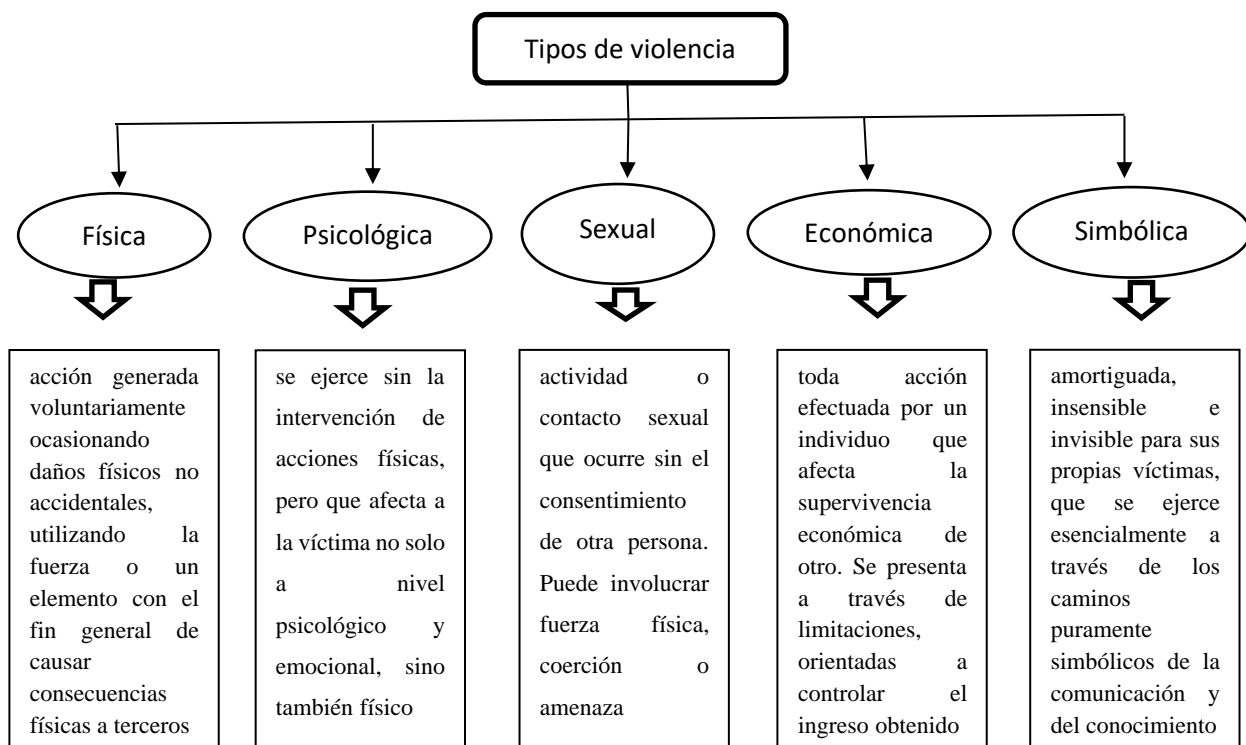 Tipos de violencia
Física
Psicológica
Sexual
Económica
Simbólica
acción generada
voluntariamente
ocasionando
daños físicos no
accidentales,
utilizando la
fuerza o un
elemento con el
fin general de
causar
consecuencias
físicas a terceros
se ejerce sin la
intervención de
acciones físicas,
pero que afecta a
la víctima no solo
a nivel
psicológico y
emocional, sino
también físico
actividad o
contacto sexual
que ocurre sin el
consentimiento
de otra persona.
Puede involucrar
fuerza física,
coerción o
amenaza
toda acción
efectuada por un
individuo que
afecta la
supervivencia
económica de
otro. Se presenta
a través de
limitaciones,
orientadas a
controlar el
ingreso obtenido
amortiguada,
insensible e
invisible para sus
propias víctimas,
que se ejerce
esencialmente a
través de los
caminos
puramente
simbólicos de la
comunicación y
del conocimiento